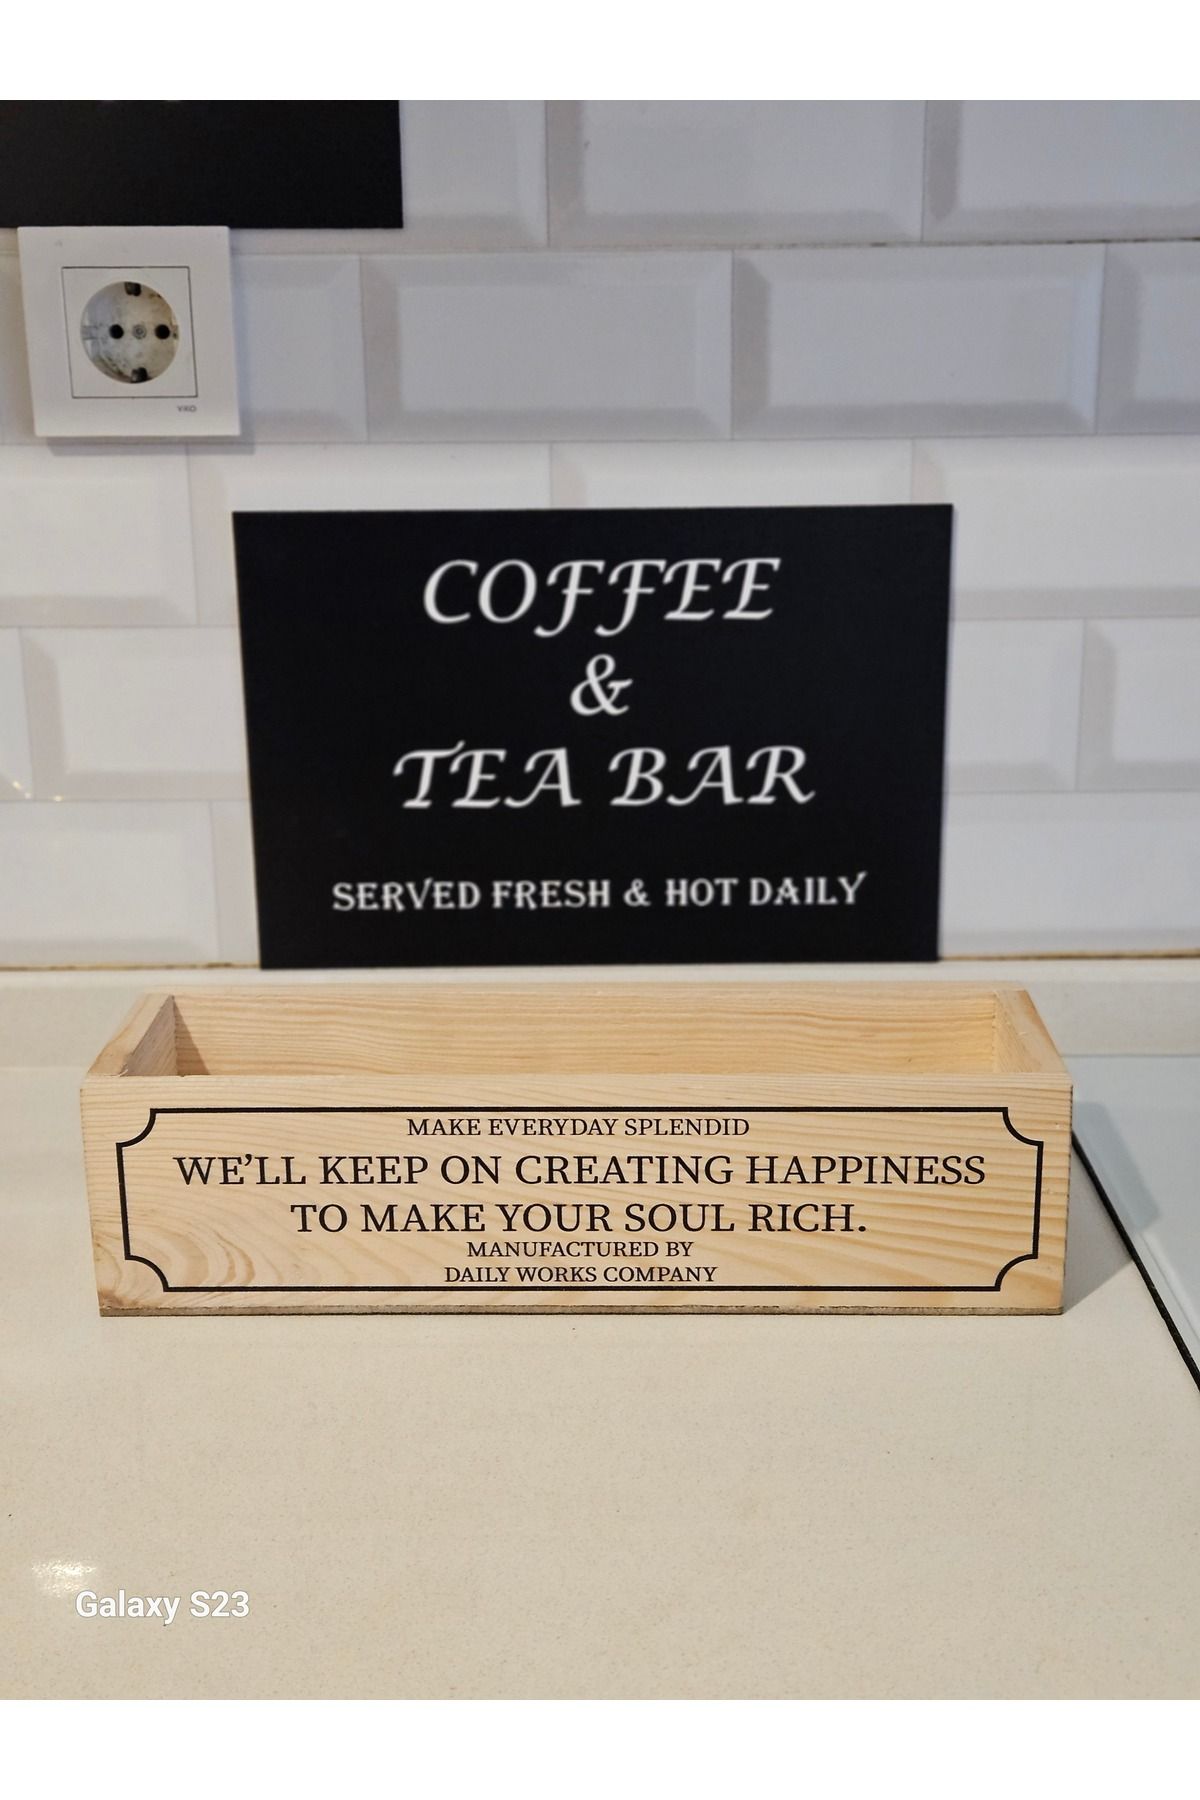 VIKO
COFFEE
&
TEA BAR
SERVED FRESH & HOT DAILY
MAKE EVERYDAY SPLENDID
WE'LL KEEP ON CREATING HAPPINESS
TO MAKE YOUR SOUL RICH.
MANUFACTURED BY
DAILY WORKS COMPANY
Galaxy S23